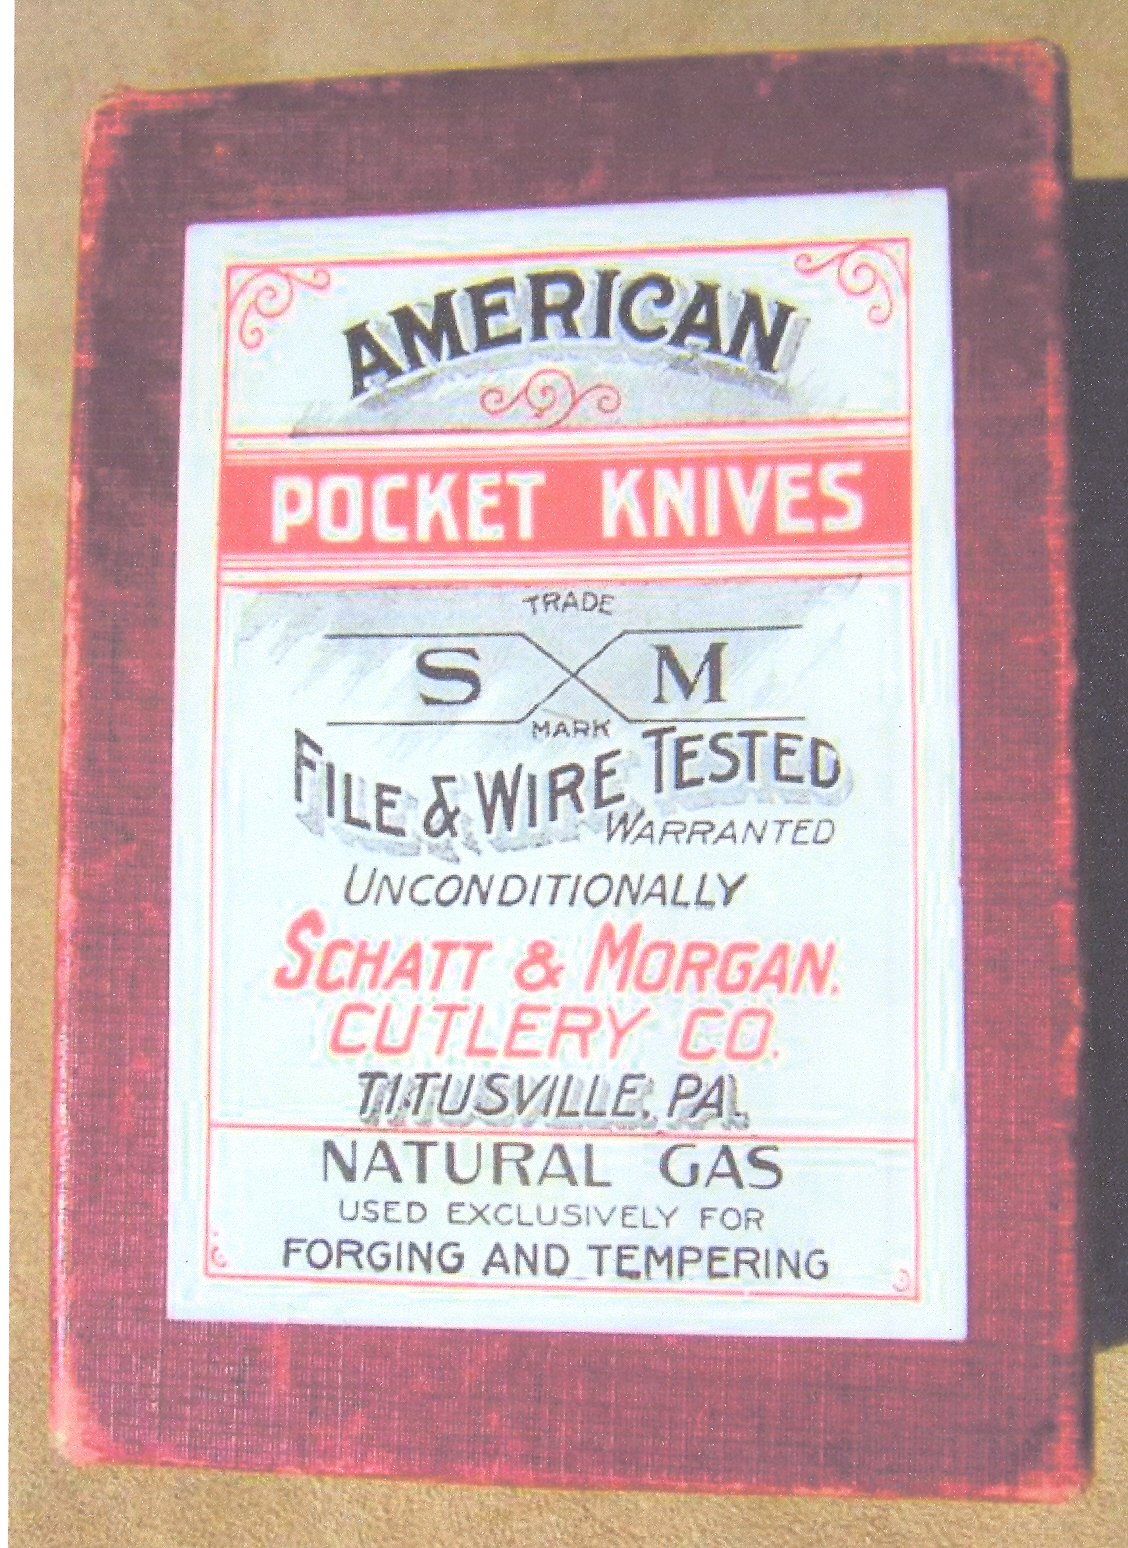 AMERICAN
POCKET KNIVES
TRADE
S M
MARK
FILE & WIRE TESTED
WARRANTED
UNCONDITIONALLY
SCHATT & MORGAN.
CUTLERY CO.
TITUSVILLE. PA.
NATURAL GAS
USED EXCLUSIVELY FOR
FORGING AND TEMPERING